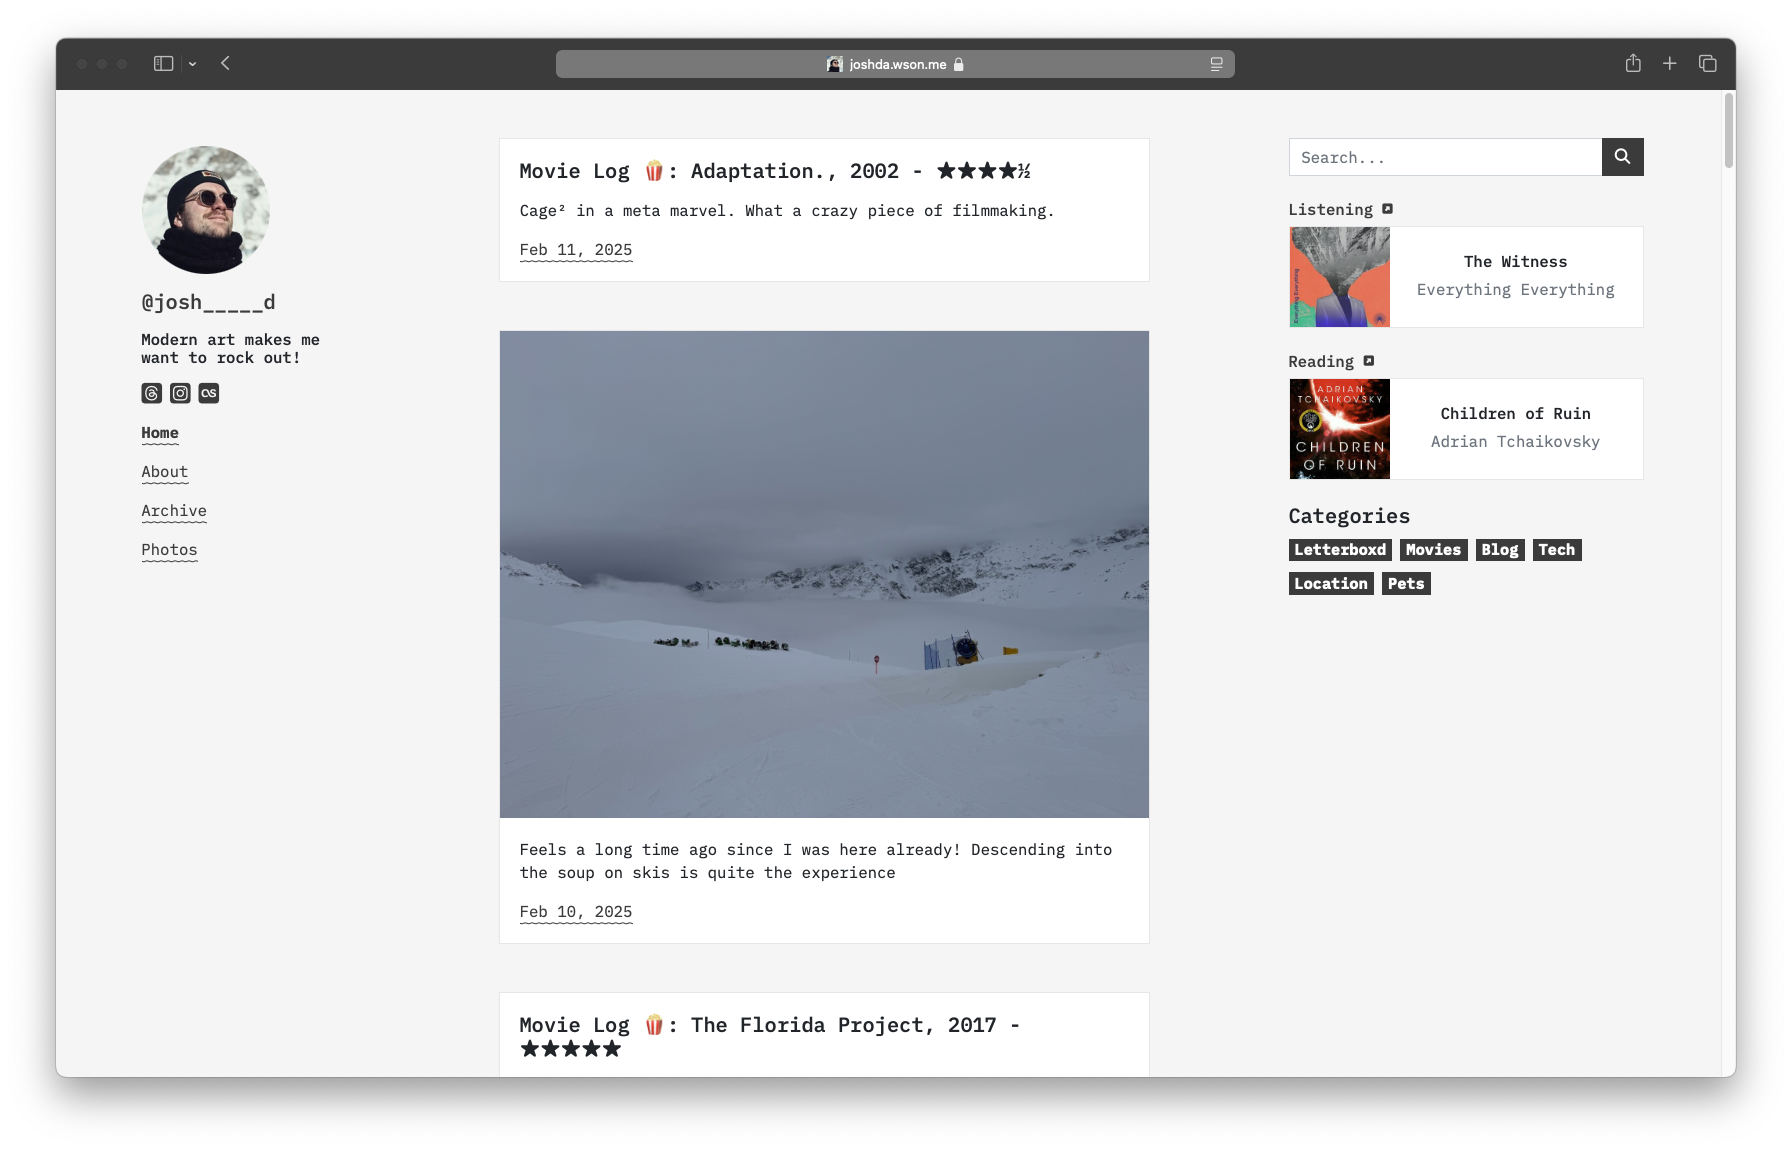 joshda.wson.me
@josh_____d
Modern art makes me
want to rock out!
Home
About
Archive
Photos
Movie Log 🍿: Adaptation., 2002 - ★★★★½
Cage² in a meta marvel. What a crazy piece of filmmaking.
Feb 11, 2025
Feels a long time ago since I was here already! Descending into
the soup on skis is quite the experience
Feb 10, 2025
Movie Log 🍿: The Florida Project, 2017 -
★★★★★
Search...
Listening
Everything Everything
The Witness
Everything Everything
Reading
ADRIAN
TCHAIKOVSKY
CHILDREN
OF RUIN
Children of Ruin
Adrian Tchaikovsky
Categories
Letterboxd Movies Blog Tech
Location Pets